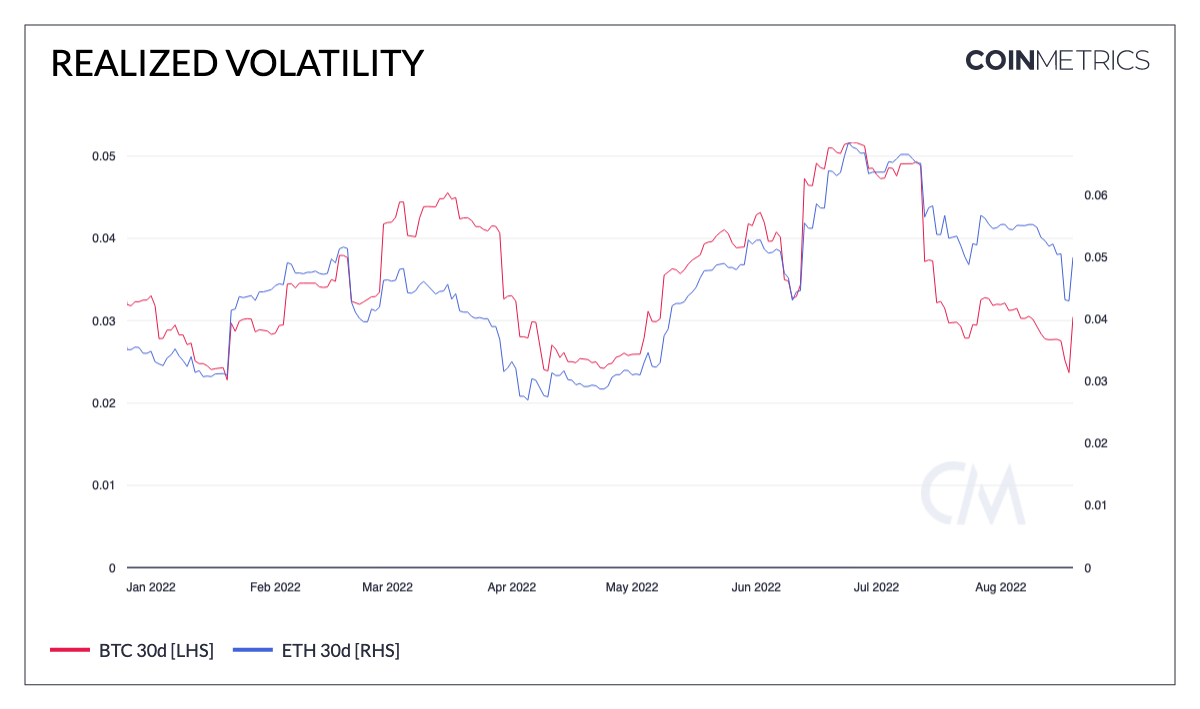 REALIZED VOLATILITY
COINMETRICS
0.05
0.04
0.03
0.02
0.01
0
0.06
0.05
0.04
0.03
0.02
0.01
0
CM
Jan 2022 Feb 2022 Mar 2022 Apr 2022 May 2022 Jun 2022 Jul 2022 Aug 2022
BTC 30d [LHS] ETH 30d [RHS]